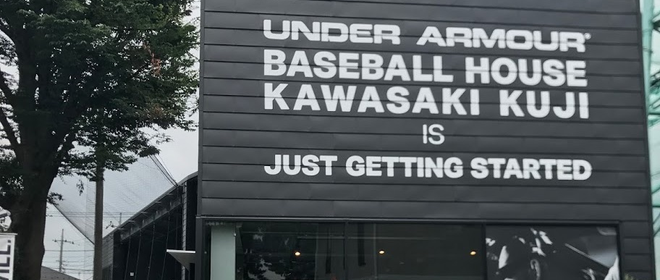 UNDER ARMOUR
BASEBALL HOUSE
KAWASAKI KUJI
IS
JUST GETTING STARTED